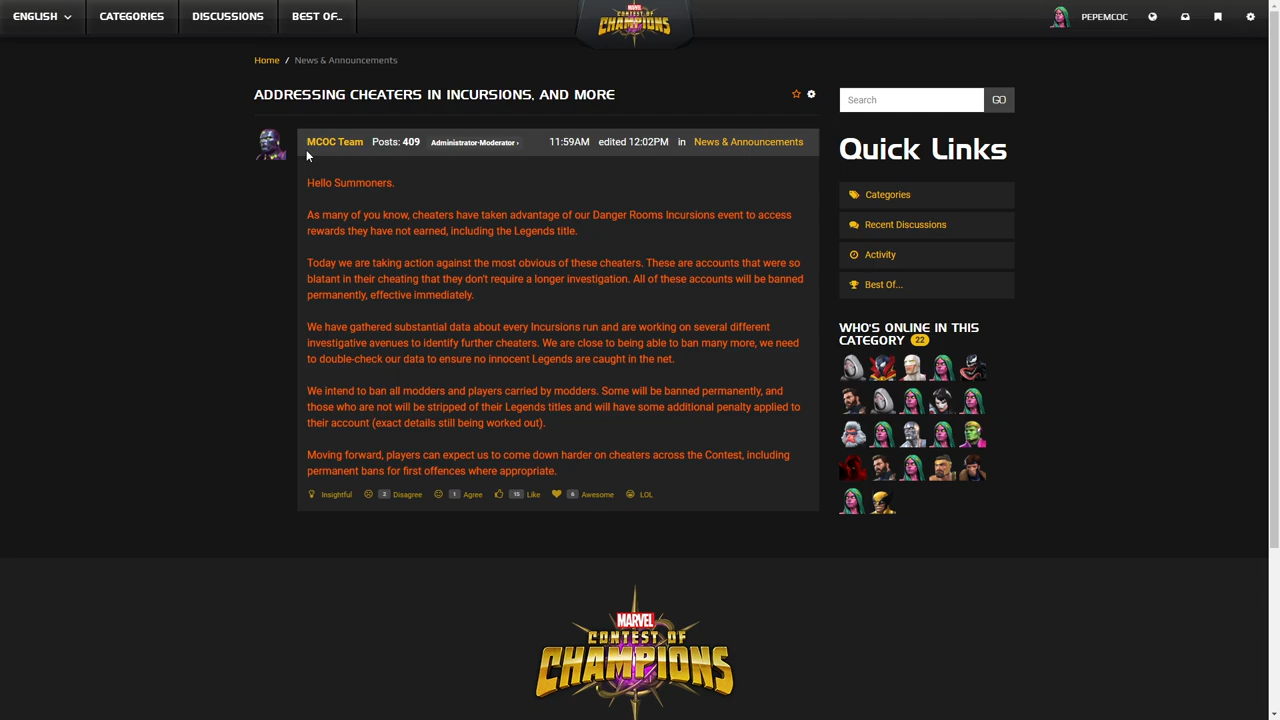 ENGLISH
CATEGORIES
DISCUSSIONS
BEST OF...
MARVEL
CONTEST OF
CHAMPIONS
PEPEMCOC
Home / News & Announcements
ADDRESSING CHEATERS IN INCURSIONS, AND MORE
MCOC Team Posts: 409 Administrator·Moderator › 11:59AM edited 12:02PM in News & Announcements
Hello Summoners.
As many of you know, cheaters have taken advantage of our Danger Rooms Incursions event to access
rewards they have not earned, including the Legends title.
Today we are taking action against the most obvious of these cheaters. These are accounts that were so
blatant in their cheating that they don't require a longer investigation. All of these accounts will be banned
permanently, effective immediately.
We have gathered substantial data about every Incursions run and are working on several different
investigative avenues to identify further cheaters. We are close to being able to ban many more, we need
to double-check our data to ensure no innocent Legends are caught in the net.
We intend to ban all modders and players carried by modders. Some will be banned permanently, and
those who are not will be stripped of their Legends titles and will have some additional penalty applied to
their account (exact details still being worked out).
Moving forward, players can expect us to come down harder on cheaters across the Contest, including
permanent bans for first offences where appropriate.
Insightful 2 Disagree 1 Agree 15 Like 6 Awesome LOL
Search GO
Quick Links
Categories
Recent Discussions
Activity
Best Of...
WHO'S ONLINE IN THIS
CATEGORY 22
MARVEL
CONTEST OF
CHAMPIONS